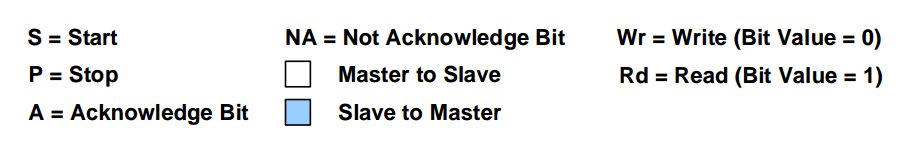 S = Start NA = Not Acknowledge Bit Wr = Write (Bit Value = 0)
P = Stop Master to Slave Rd = Read (Bit Value = 1)
A = Acknowledge Bit Slave to Master